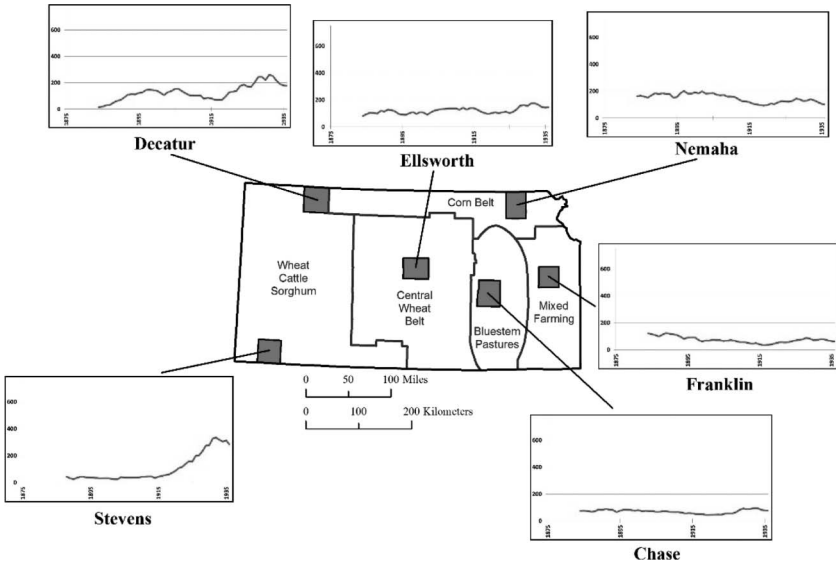 600
400
200
0
1875
1895
1915
1935
Decatur
600
400
200
0
1875
1895
1915
1935
Ellsworth
600
400
200
0
1875
1895
1915
1935
Nemaha
Corn Belt
Wheat
Cattle
Sorghum
Central
Wheat
Belt
Bluestem
Pastures
Mixed
Farming
0 50 100 Miles
0 100 200 Kilometers
600
400
200
0
1875
1895
1915
1935
Franklin
600
400
200
0
1875
1895
1915
1935
Stevens
600
400
200
0
1875
1895
1915
1935
Chase